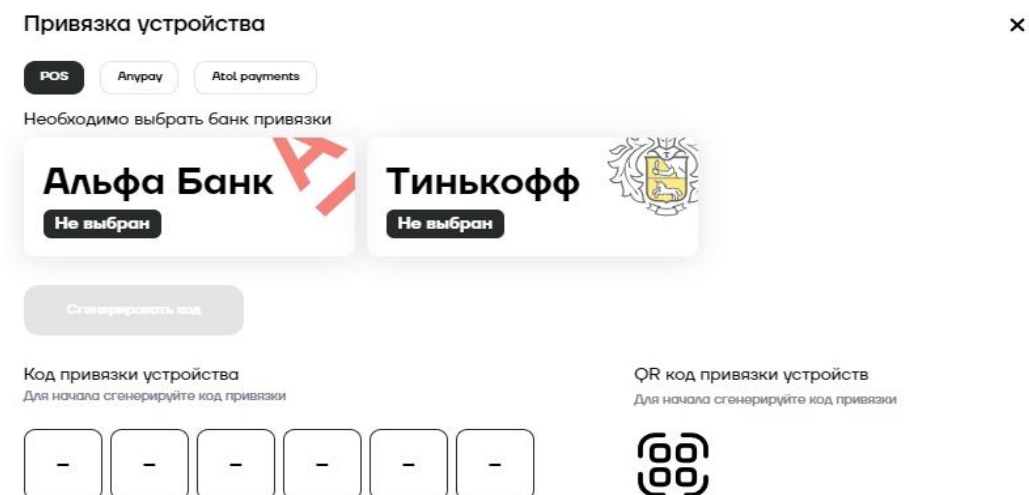 Привязка устройства
POS Anypay Atol payments
Необходимо выбрать банк привязки
Альфа Банк Тинькофф
Не выбран Не выбран
Сгенерировать код
Код привязки устройства QR код привязки устройств
Для начала сгенерируйте код привязки Для начала сгенерируйте код привязки
- - - - - -